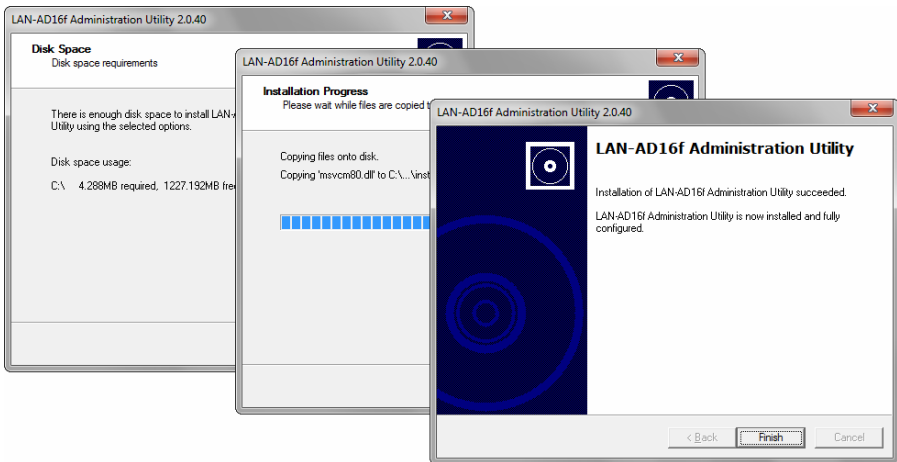 LAN-AD16f Administration Utility 2.0.40
Disk Space
Disk space requirements
There is enough disk space to install LAN-
Utility using the selected options.
Disk space usage:
C:\ 4.288MB required, 1227.192MB
LAN-AD16f Administration Utility 2.0.40
Installation Progress
Please wait while files are copied
Copying files onto disk.
Copying 'msvcm80.dll' to C:\...\inst
LAN-AD16f Administration Utility 2.0.40
LAN-AD16f Administration Utility
Installation of LAN-AD16f Administration Utility succeeded.
LAN-AD16f Administration Utility is now installed and fully
configured.
< Back
Finish
Cancel